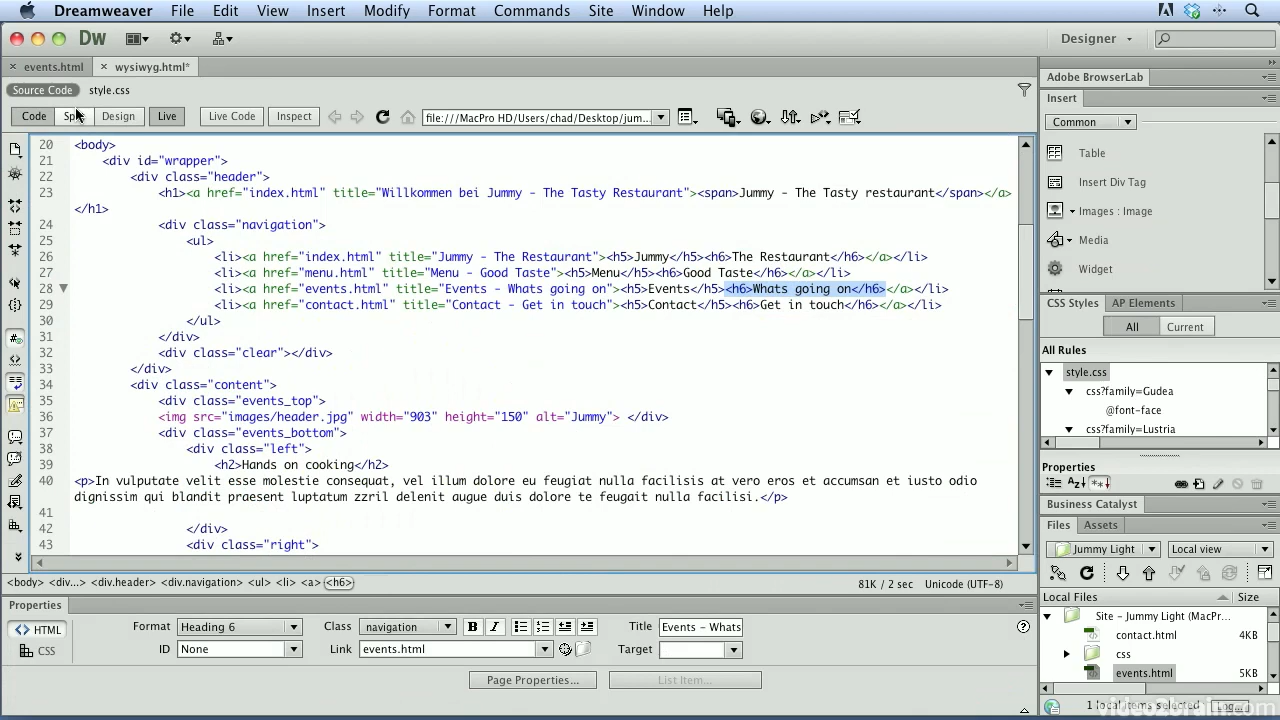 Dreamweaver File Edit View Insert Modify Format Commands Site Window Help
Dw Designer
events.html wysiwyg.html*
Source Code style.css
Code Design Live Live Code Inspect file:///MacPro HD/Users/chad/Desktop/jum...
20 <body>
21 <div id="wrapper">
22 <div class="header">
23 <h1><a href="index.html" title="Willkommen bei Jummy - The Tasty Restaurant"><span>Jummy - The Tasty restaurant</span></a>
</h1>
24 <div class="navigation">
25 <ul>
26 <li><a href="index.html" title="Jummy - The Restaurant"><h5>Jummy</h5><h6>The Restaurant</h6></a></li>
27 <li><a href="menu.html" title="Menu - Good Taste"><h5>Menu</h5><h6>Good Taste</h6></a></li>
28 <li><a href="events.html" title="Events - Whats going on"><h5>Events</h5><h6>Whats going on</h6></a></li>
29 <li><a href="contact.html" title="Contact - Get in touch"><h5>Contact</h5><h6>Get in touch</h6></a></li>
30 </ul>
31 </div>
32 <div class="clear"></div>
33 </div>
34 <div class="content">
35 <div class="events_top">
36 <img src="images/header.jpg" width="903" height="150" alt="Jummy"> </div>
37 <div class="events_bottom">
38 <div class="left">
39 <h2>Hands on cooking</h2>
40 <p>In vulputate velit esse molestie consequat, vel illum dolore eu feugiat nulla facilisis at vero eros et accumsan et iusto odio
dignissim qui blandit praesent luptatum zzril delenit augue duis dolore te feugait nulla facilisi.</p>
41
42 </div>
43 <div class="right">
<body> <div...> <div.header> <div.navigation> <ul> <li> <a> <h6> 81K / 2 sec Unicode (UTF-8)
Properties
HTML Format Heading 6 Class navigation B I Title Events - Whats
CSS ID None Link events.html Target
Page Properties... List Item...
Adobe BrowserLab
Insert
Common
Table
Insert Div Tag
Images : Image
Media
Widget
CSS Styles AP Elements
All Current
All Rules
style.css
css?family=Gudea
@font-face
css?family=Lustria
Properties
Az
Business Catalyst
Files Assets
Jummy Light Local view
Local Files Size
Site - Jummy Light (MacPr...
contact.html 4KB
css
events.html 5KB
1 local items selected Log...
video2brain.com